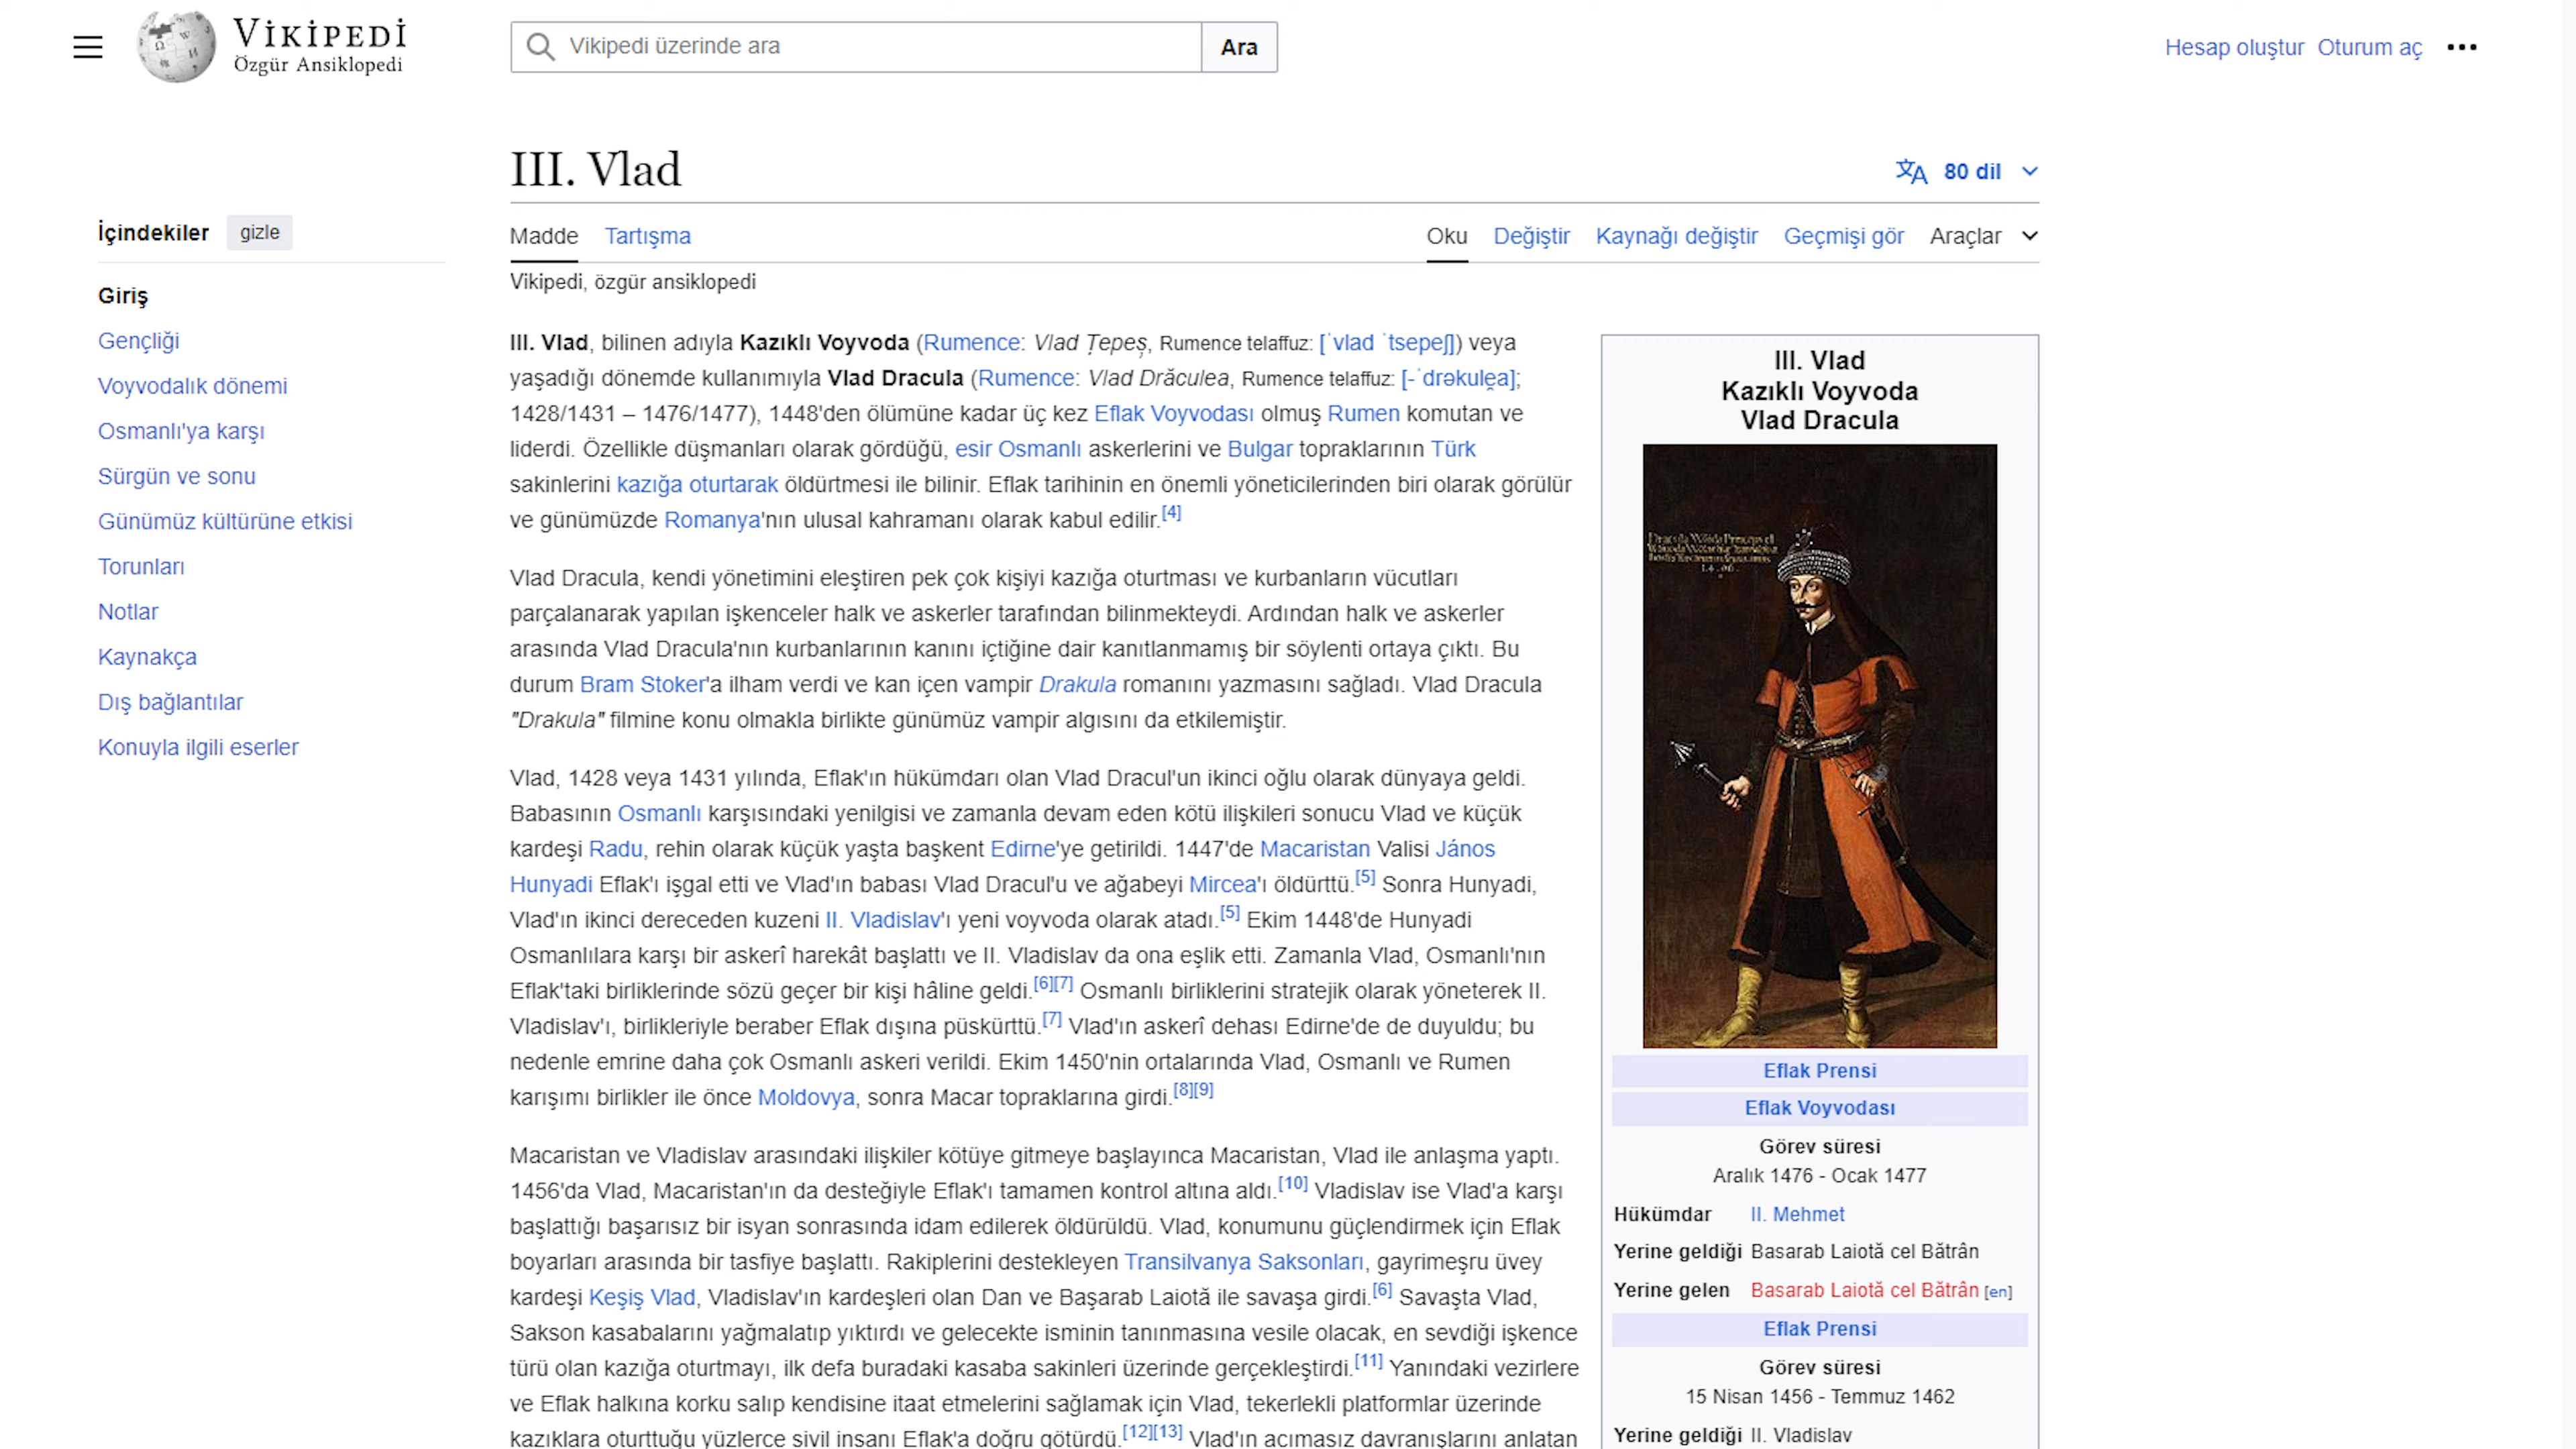 VİKİPEDİ
Özgür Ansiklopedi
Vikipedi üzerinde ara
Ara
Hesap oluştur Oturum aç
III. Vlad
80 dil
İçindekiler gizle
Giriş
Gençliği
Voyvodalık dönemi
Osmanlı'ya karşı
Sürgün ve sonu
Günümüz kültürüne etkisi
Torunları
Notlar
Kaynakça
Dış bağlantılar
Konuyla ilgili eserler
Madde Tartışma
Oku Değiştir Kaynağı değiştir Geçmişi gör Araçlar
Vikipedi, özgür ansiklopedi
III. Vlad, bilinen adıyla Kazıklı Voyvoda (Rumence: Vlad Țepeș, Rumence telaffuz: [ˈvlad ˈtsepeʃ]) veya
yaşadığı dönemde kullanımıyla Vlad Dracula (Rumence: Vlad Drăculea, Rumence telaffuz: [-ˈdrəkule̯a];
1428/1431 – 1476/1477), 1448'den ölümüne kadar üç kez Eflak Voyvodası olmuş Rumen komutan ve
liderdi. Özellikle düşmanları olarak gördüğü, esir Osmanlı askerlerini ve Bulgar topraklarının Türk
sakinlerini kazığa oturtarak öldürtmesi ile bilinir. Eflak tarihinin en önemli yöneticilerinden biri olarak görülür
ve günümüzde Romanya'nın ulusal kahramanı olarak kabul edilir.[4]
Vlad Dracula, kendi yönetimini eleştiren pek çok kişiyi kazığa oturtması ve kurbanların vücutları
parçalanarak yapılan işkenceler halk ve askerler tarafından bilinmekteydi. Ardından halk ve askerler
arasında Vlad Dracula'nın kurbanlarının kanını içtiğine dair kanıtlanmamış bir söylenti ortaya çıktı. Bu
durum Bram Stoker'a ilham verdi ve kan içen vampir Drakula romanını yazmasını sağladı. Vlad Dracula
"Drakula" filmine konu olmakla birlikte günümüz vampir algısını da etkilemiştir.
Vlad, 1428 veya 1431 yılında, Eflak'ın hükümdarı olan Vlad Dracul'un ikinci oğlu olarak dünyaya geldi.
Babasının Osmanlı karşısındaki yenilgisi ve zamanla devam eden kötü ilişkileri sonucu Vlad ve küçük
kardeşi Radu, rehin olarak küçük yaşta başkent Edirne'ye getirildi. 1447'de Macaristan Valisi János
Hunyadi Eflak'ı işgal etti ve Vlad'ın babası Vlad Dracul'u ve ağabeyi Mircea'ı öldürttü.[5] Sonra Hunyadi,
Vlad'ın ikinci dereceden kuzeni II. Vladislav'ı yeni voyvoda olarak atadı.[5] Ekim 1448'de Hunyadi
Osmanlılara karşı bir askerî harekât başlattı ve II. Vladislav da ona eşlik etti. Zamanla Vlad, Osmanlı'nın
Eflak'taki birliklerinde sözü geçer bir kişi hâline geldi.[6][7] Osmanlı birliklerini stratejik olarak yöneterek II.
Vladislav'ı, birlikleriyle beraber Eflak dışına püskürttü.[7] Vlad'ın askerî dehası Edirne'de de duyuldu; bu
nedenle emrine daha çok Osmanlı askeri verildi. Ekim 1450'nin ortalarında Vlad, Osmanlı ve Rumen
karışımı birlikler ile önce Moldovya, sonra Macar topraklarına girdi.[8][9]
Macaristan ve Vladislav arasındaki ilişkiler kötüye gitmeye başlayınca Macaristan, Vlad ile anlaşma yaptı.
1456'da Vlad, Macaristan'ın da desteğiyle Eflak'ı tamamen kontrol altına aldı.[10] Vladislav ise Vlad'a karşı
başlattığı başarısız bir isyan sonrasında idam edilerek öldürüldü. Vlad, konumunu güçlendirmek için Eflak
boyarları arasında bir tasfiye başlattı. Rakiplerini destekleyen Transilvanya Saksonları, gayrimeşru üvey
kardeşi Keşiş Vlad, Vladislav'ın kardeşleri olan Dan ve Başarab Laiotă ile savaşa girdi.[6] Savaşta Vlad,
Sakson kasabalarını yağmalatıp yıktırdı ve gelecekte isminin tanınmasına vesile olacak, en sevdiği işkence
türü olan kazığa oturtmayı, ilk defa buradaki kasaba sakinleri üzerinde gerçekleştirdi.[11] Yanındaki vezirlere
ve Eflak halkına korku salıp kendisine itaat etmelerini sağlamak için Vlad, tekerlekli platformlar üzerinde
kazıklara oturttuğu yüzlerce sivil insanı Eflak'a doğru götürdü.[12][13] Vlad'ın acımasız davranışlarını anlatan
III. Vlad
Kazıklı Voyvoda
Vlad Dracula
Eflak Prensi
Eflak Voyvodası
Görev süresi
Aralık 1476 - Ocak 1477
Hükümdar II. Mehmet
Yerine geldiği Basarab Laiotă cel Bătrân
Yerine gelen Basarab Laiotă cel Bătrân [en]
Eflak Prensi
Görev süresi
15 Nisan 1456 - Temmuz 1462
Yerine geldiği II. Vladislav